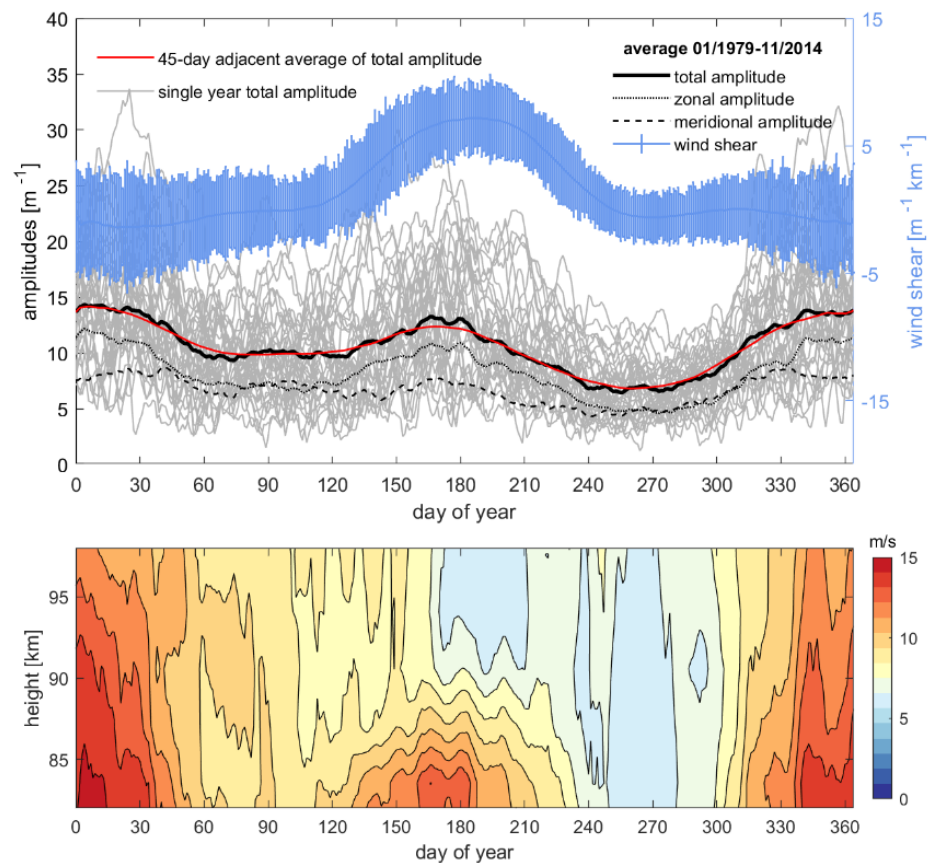 40
35
30
25
20
15
10
5
0
amplitudes [m⁻¹]
45-day adjacent average of total amplitude
single year total amplitude
average 01/1979-11/2014
total amplitude
zonal amplitude
meridional amplitude
wind shear
15
5
-5
-15
wind shear [m⁻¹ km⁻¹]
0 30 60 90 120 150 180 210 240 270 300 330 360
day of year
95
90
85
height [km]
m/s
15
10
5
0
0 30 60 90 120 150 180 210 240 270 300 330 360
day of year